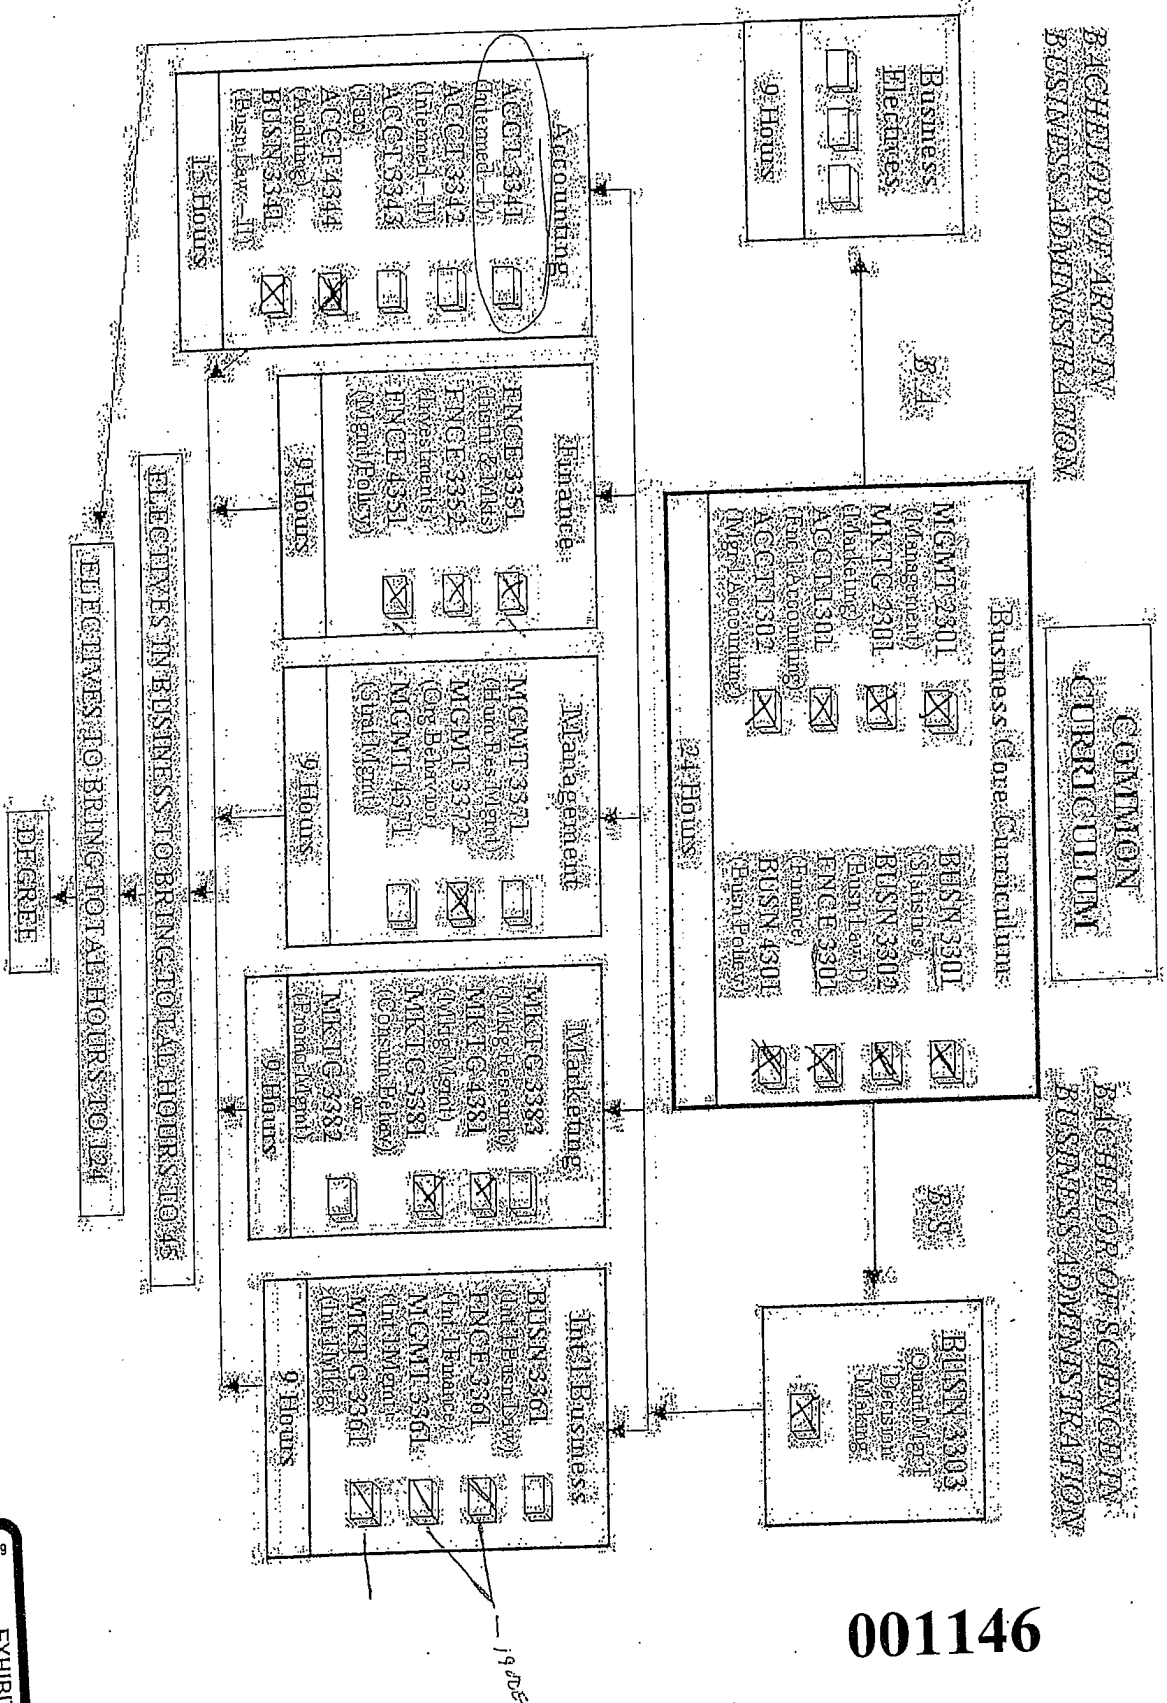 COMMON
CURRICULUM
BACHELOR OF ARTS IN
BUSINESS ADMINISTRATION
BACHELOR OF SCIENCE IN
BUSINESS ADMINISTRATION
Business
Electives
9 Hours
B.A.
Business Core Curriculum
MGMT 2301
(Management)
MKTG 2301
(Marketing)
ACCT 1301
(Fin'l Accounting)
ACCT 1302
(Mgr'l Accounting)
BUSN 3301
(Statistics)
BUSN 3302
(Busn Law I)
FNCE 3301
(Finance)
BUSN 4301
(Busn Policy)
24 Hours
B.S.
BUSN 3303
Quant Mgr'l
Decision
Making
Accounting
ACCT 3341
(Intermed—I)
ACCT 3342
(Intermed—II)
ACCT 3343
(Tax)
ACCT 4344
(Auditing)
BUSN 3341
(Busn Law—II)
15 Hours
Finance
FNCE 3351
(Instit & Mkts)
FNCE 3352
(Investments)
FNCE 4351
(Mgnt Policy)
9 Hours
Management
MGMT 3371
(Hum Res Mgnt)
MGMT 3372
(Org Behavior)
MGMT 4371
(Strat Mgnt)
9 Hours
Marketing
MKTG 3383
(Mktg Research)
MKTG 4381
(Mktg Mgnt)
MKTG 3381
(Consum Behav)
or
MKTG 3382
(Promo Mgnt)
9 Hours
Int'l Business
BUSN 3361
(Int'l Busn Law)
FNCE 3361
(Int'l Finance)
MGMT 3361
(Int'l Mgnt)
MKTG 3361
(Int'l Mktg)
9 Hours
ELECTIVES IN BUSINESS TO BRING TOTAL HOURS TO 45
ELECTIVES TO BRING TOTAL HOURS TO 124
DEGREE
001146